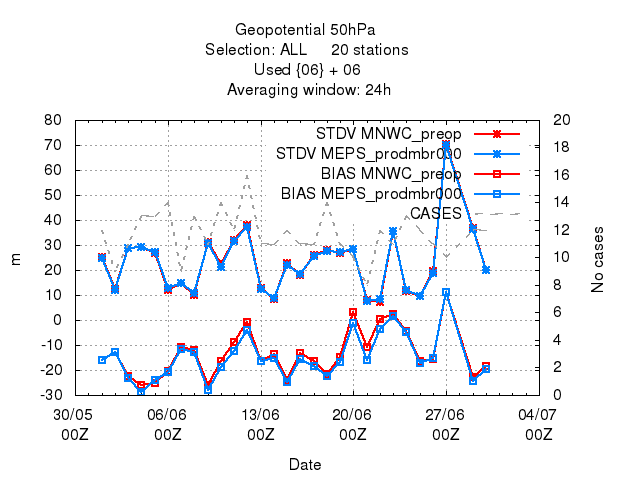 Geopotential 50hPa
Selection: ALL 20 stations
Used {06} + 06
Averaging window: 24h
80 20
70 18
60 16
50 14
40 12
30 10
20 8
10 6
0 4
-10 2
-20 0
-30
m
No cases
STDV MNWC_preop
STDV MEPS_prodmbr000
BIAS MNWC_preop
BIAS MEPS_prodmbr000
CASES
30/05 06/06 13/06 20/06 27/06 04/07
00Z 00Z 00Z 00Z 00Z 00Z
Date